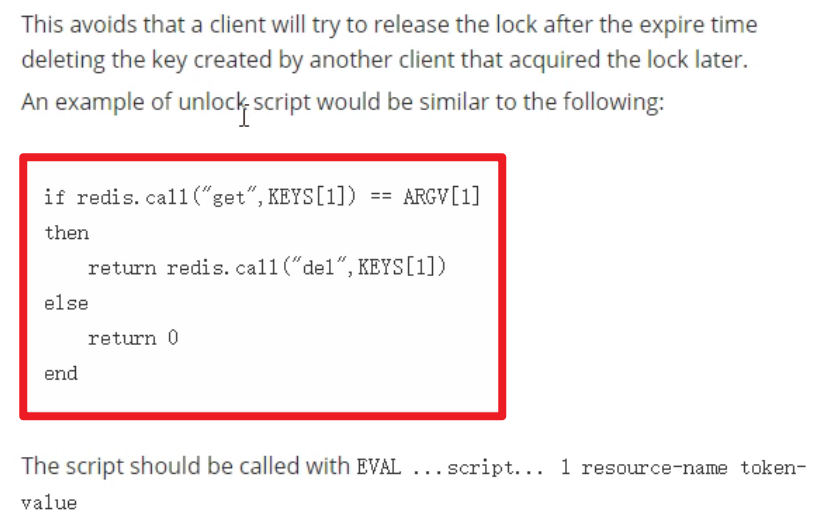 This avoids that a client will try to release the lock after the expire time
deleting the key created by another client that acquired the lock later.
An example of unlock script would be similar to the following:
if redis.call("get",KEYS[1]) == ARGV[1]
then
    return redis.call("del",KEYS[1])
else
    return 0
end
The script should be called with EVAL ...script... 1 resource-name token-
value